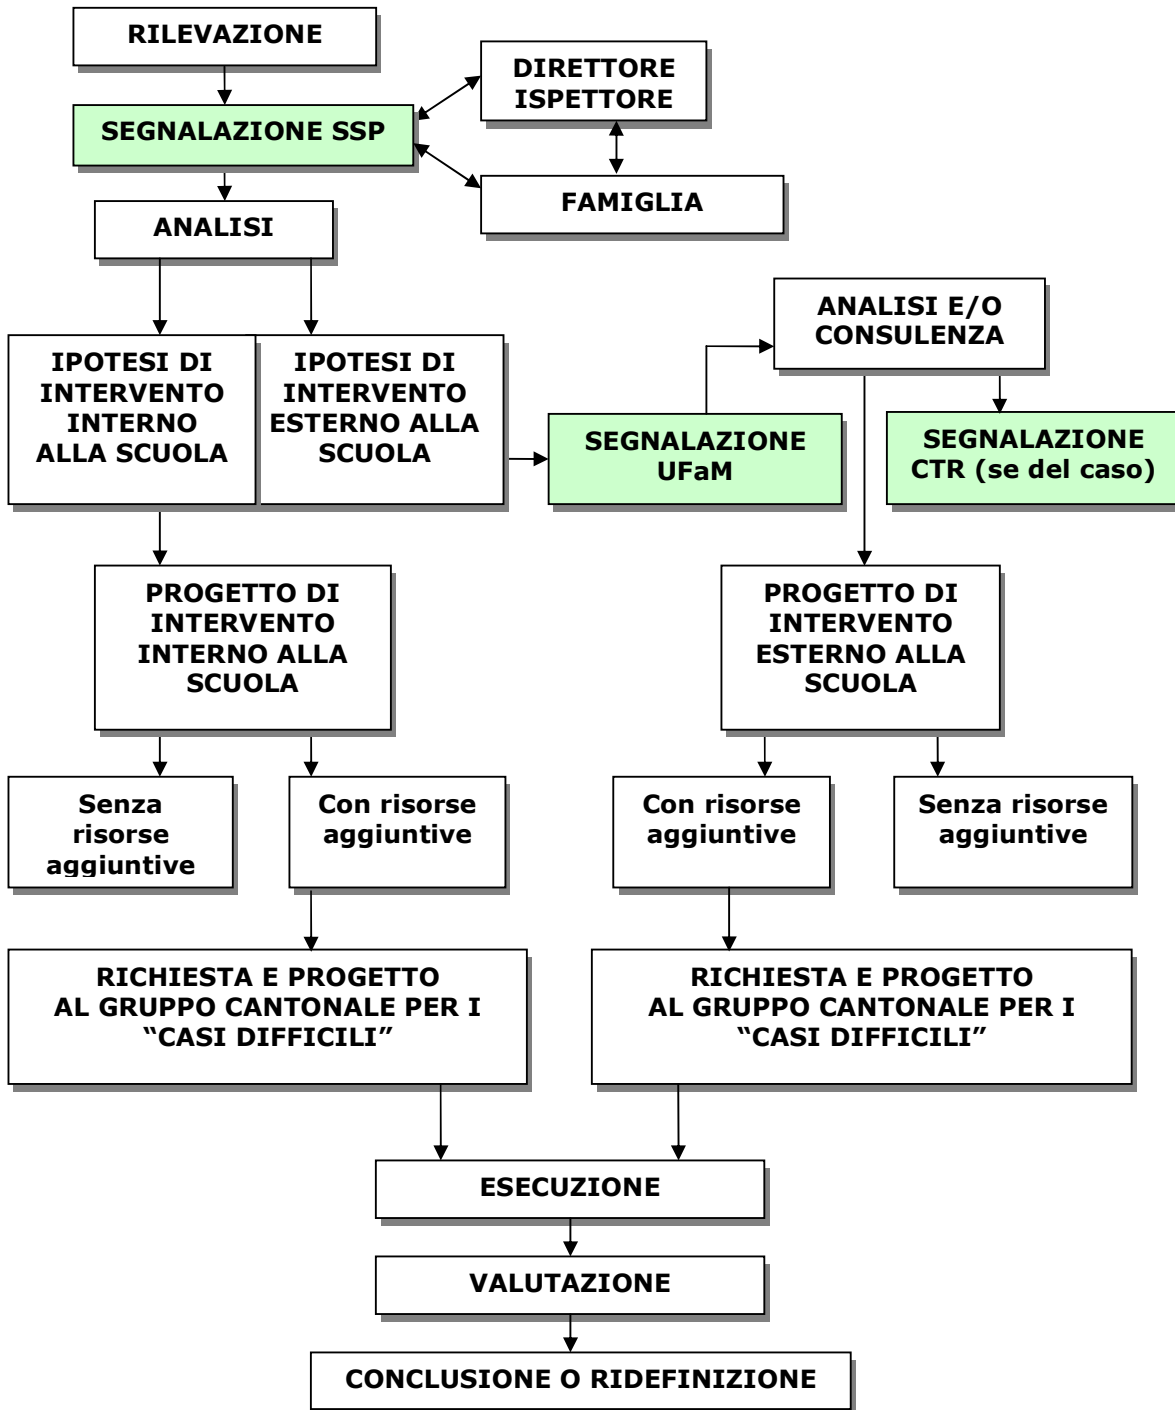 RILEVAZIONE
DIRETTORE
ISPETTORE
SEGNALAZIONE SSP
FAMIGLIA
ANALISI
ANALISI E/O
CONSULENZA
IPOTESI DI
INTERVENTO
INTERNO
ALLA SCUOLA
IPOTESI DI
INTERVENTO
ESTERNO ALLA
SCUOLA
SEGNALAZIONE
UFaM
SEGNALAZIONE
CTR (se del caso)
PROGETTO DI
INTERVENTO
INTERNO ALLA
SCUOLA
PROGETTO DI
INTERVENTO
ESTERNO ALLA
SCUOLA
Senza
risorse
aggiuntive
Con risorse
aggiuntive
Con risorse
aggiuntive
Senza risorse
aggiuntive
RICHIESTA E PROGETTO
AL GRUPPO CANTONALE PER I
“CASI DIFFICILI”
RICHIESTA E PROGETTO
AL GRUPPO CANTONALE PER I
“CASI DIFFICILI”
ESECUZIONE
VALUTAZIONE
CONCLUSIONE O RIDEFINIZIONE